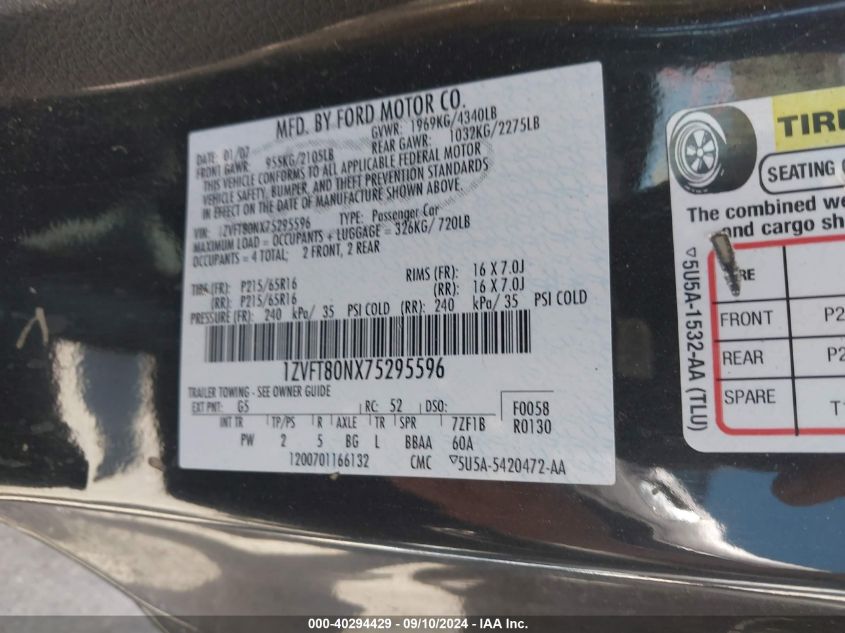 MFD. BY FORD MOTOR CO.
DATE: 01/07 GVWR: 1969KG/4340LB
FRONT GAWR: 955KG/2105LB REAR GAWR: 1032KG/2275LB
THIS VEHICLE CONFORMS TO ALL APPLICABLE FEDERAL MOTOR
VEHICLE SAFETY, BUMPER, AND THEFT PREVENTION STANDARDS
IN EFFECT ON THE DATE OF MANUFACTURE SHOWN ABOVE.
VIN: 1ZVFT80NX75295596 TYPE: Passenger Car
MAXIMUM LOAD = OCCUPANTS + LUGGAGE = 326KG/720LB
OCCUPANTS = 4 TOTAL; 2 FRONT, 2 REAR
(FR): P215/65R16 RIMS (FR): 16 X 7.0J
(RR): P215/65R16 (RR): 16 X 7.0J
PRESSURE (FR): 240 kPa/ 35 PSI COLD (RR): 240 kPa/ 35 PSI COLD
1ZVFT80NX75295596
TRAILER TOWING - SEE OWNER GUIDE
EXT PNT: G5 RC: 52 DSO: F0058
INT TR TP/PS R AXLE TR SPR 7ZF1B R0130
PW 2 5 BG L BBAA 60A
1200701166132 CMC ▽5U5A-5420472-AA
TIRE
SEATING
The combined we
and cargo sh
FRONT P2
REAR P2
SPARE T1
▽5U5A-1532-AA (TLU)
000-40294429 - 09/10/2024 - IAA Inc.